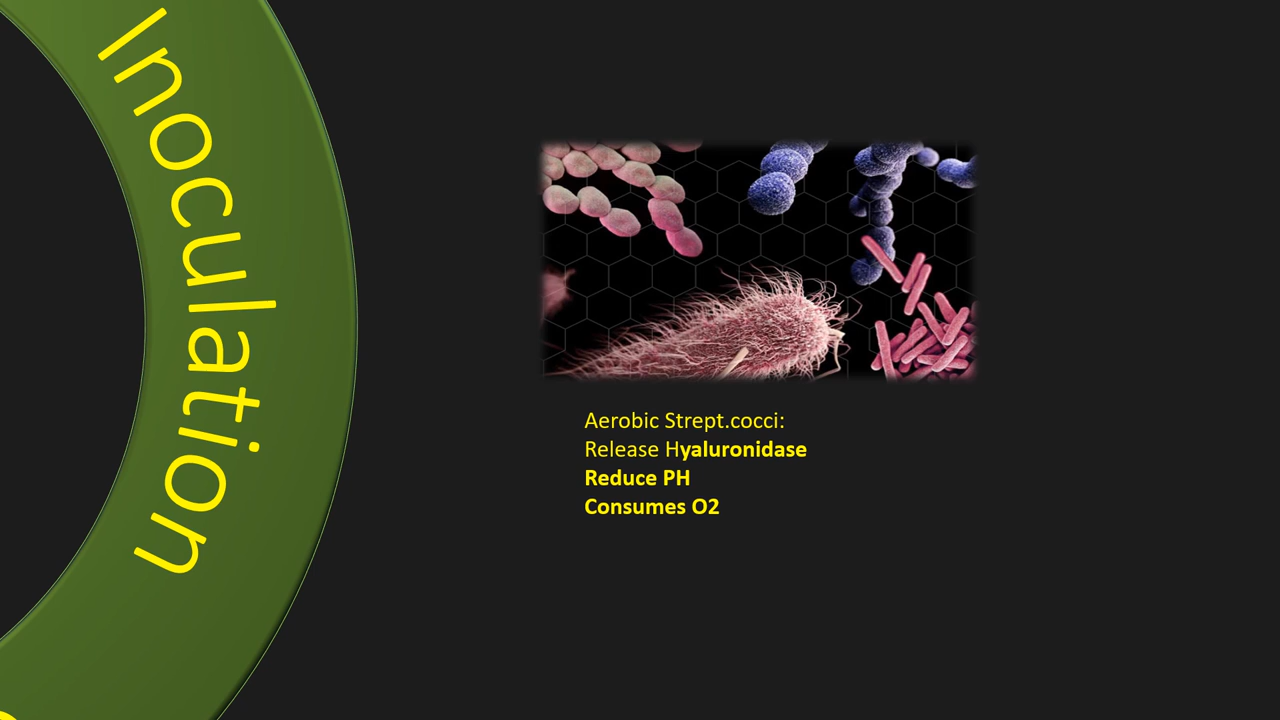 Inoculation
Aerobic Strept.cocci:
Release Hyaluronidase
Reduce PH
Consumes O2